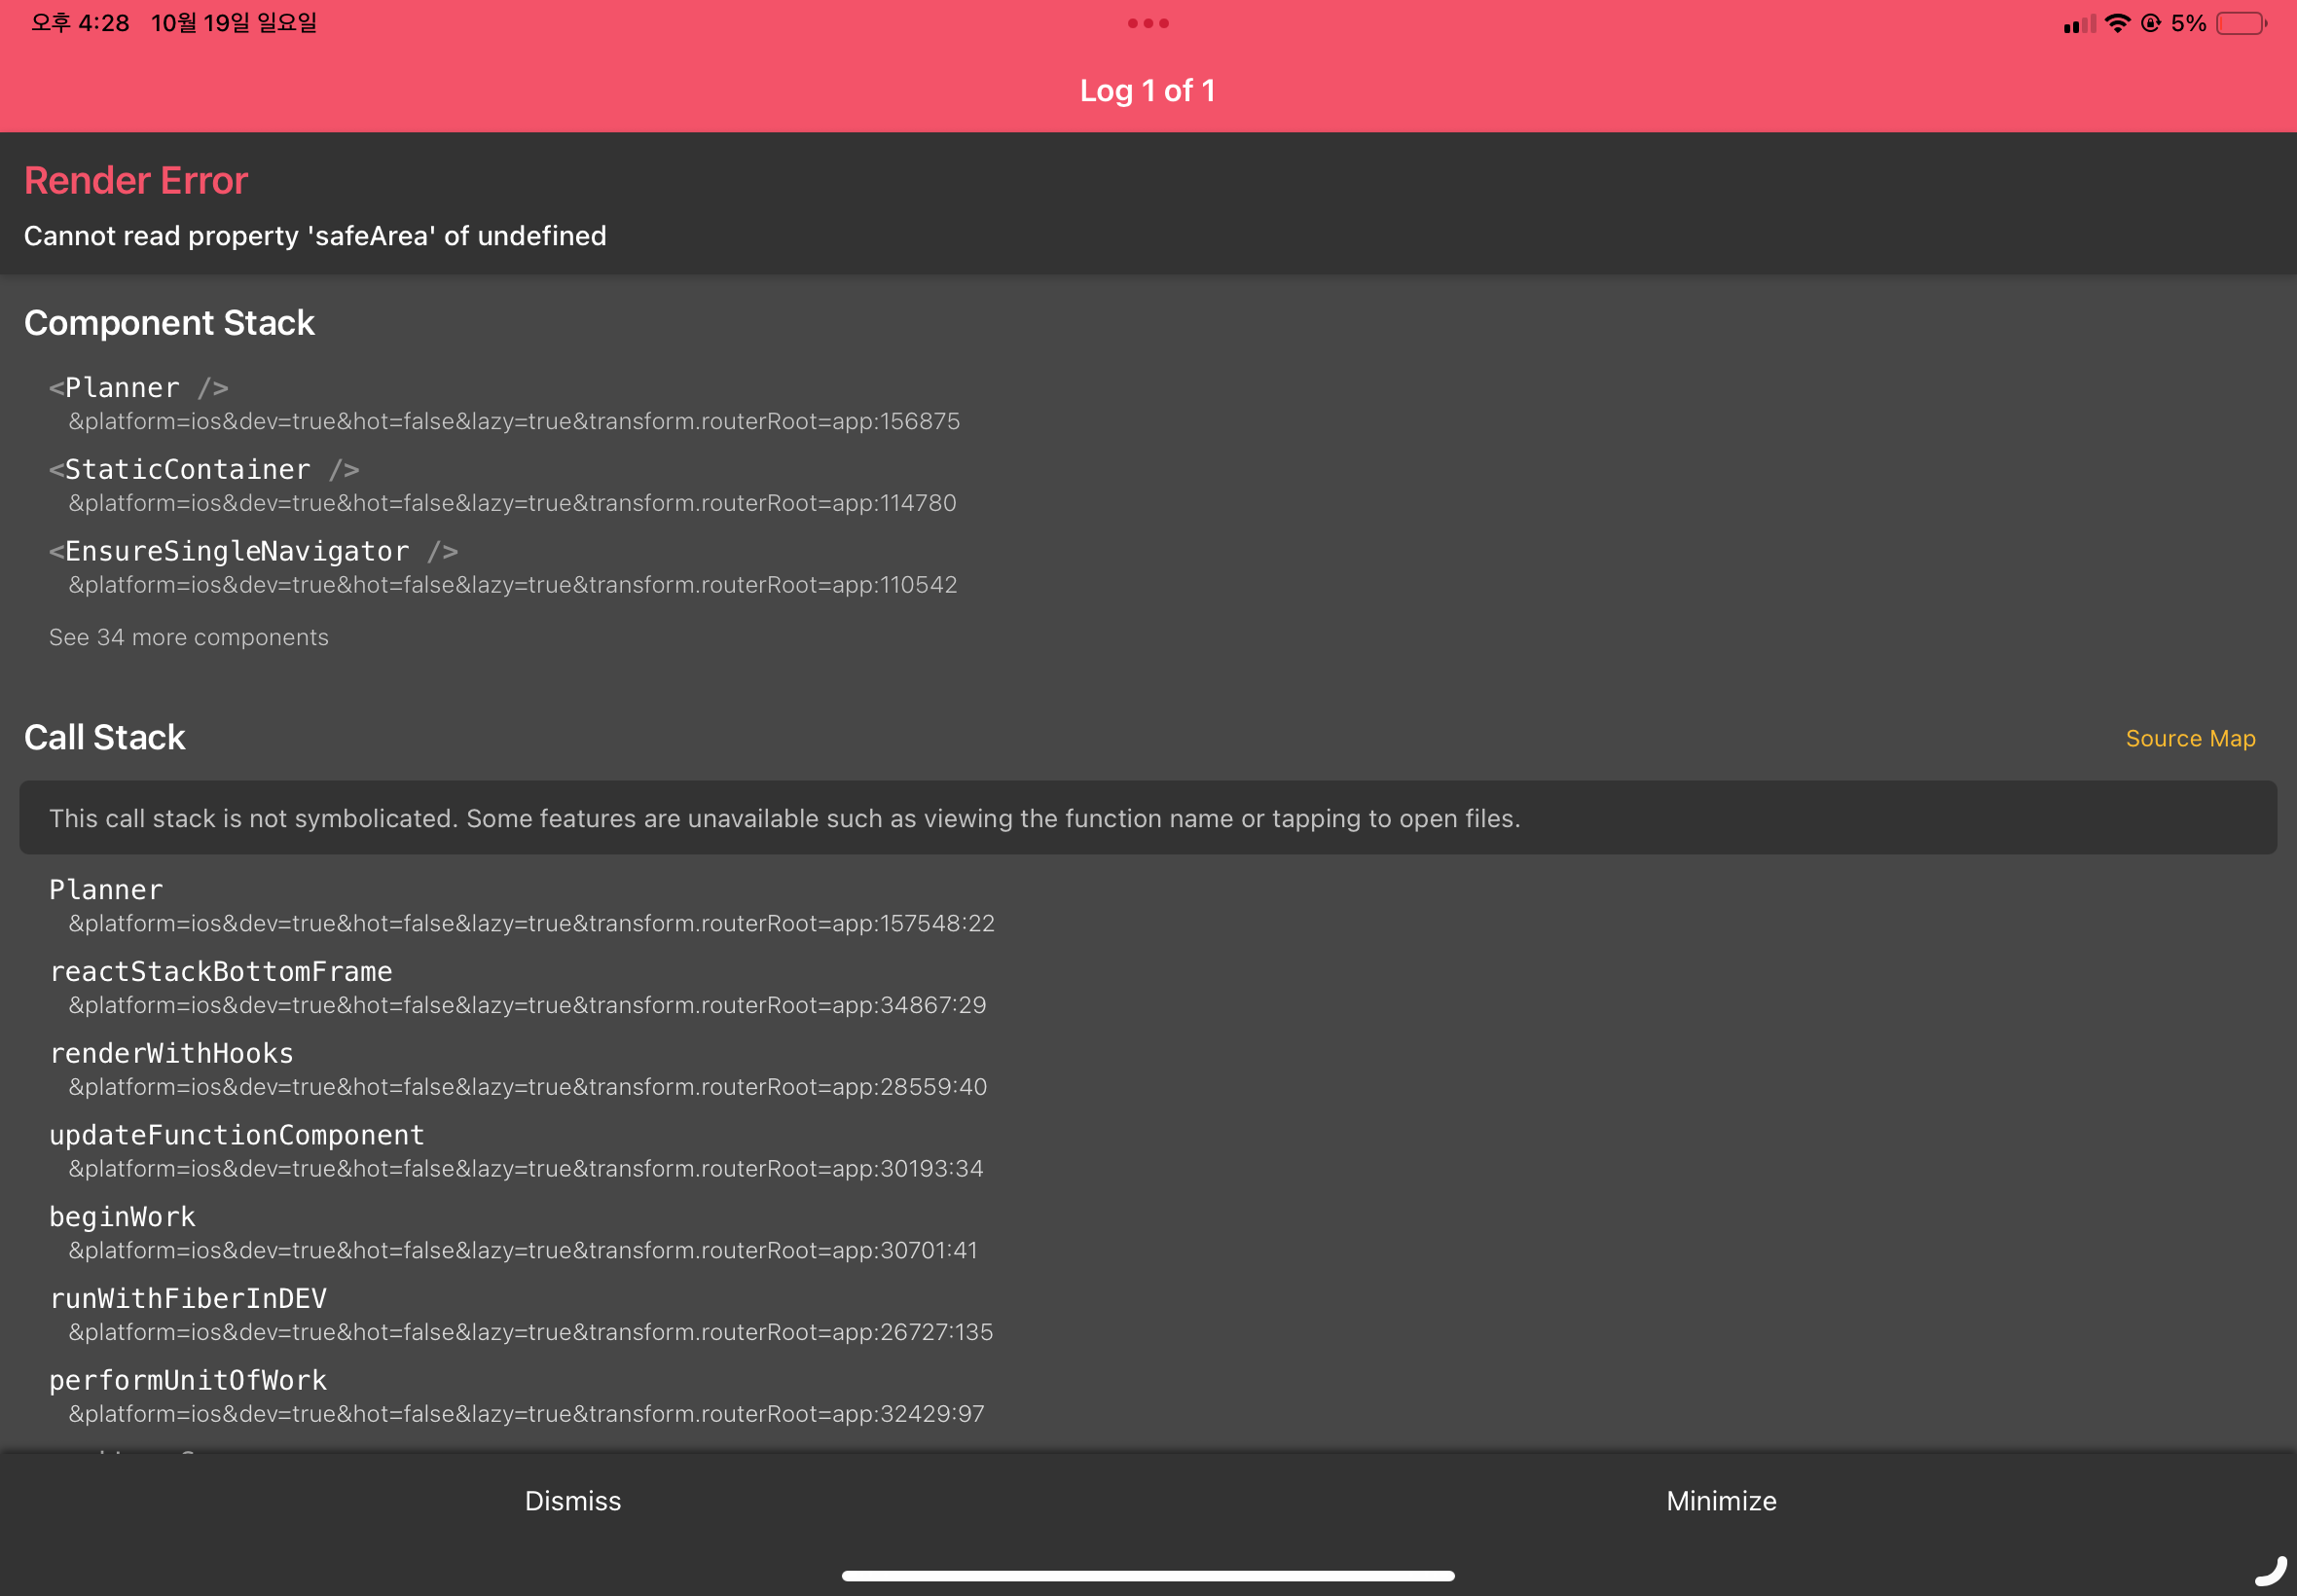 오후 4:28 10월 19일 일요일
5%
Log 1 of 1
Render Error
Cannot read property 'safeArea' of undefined
Component Stack
<Planner />
&platform=ios&dev=true&hot=false&lazy=true&transform.routerRoot=app:156875
<StaticContainer />
&platform=ios&dev=true&hot=false&lazy=true&transform.routerRoot=app:114780
<EnsureSingleNavigator />
&platform=ios&dev=true&hot=false&lazy=true&transform.routerRoot=app:110542
See 34 more components
Call Stack
Source Map
This call stack is not symbolicated. Some features are unavailable such as viewing the function name or tapping to open files.
Planner
&platform=ios&dev=true&hot=false&lazy=true&transform.routerRoot=app:157548:22
reactStackBottomFrame
&platform=ios&dev=true&hot=false&lazy=true&transform.routerRoot=app:34867:29
renderWithHooks
&platform=ios&dev=true&hot=false&lazy=true&transform.routerRoot=app:28559:40
updateFunctionComponent
&platform=ios&dev=true&hot=false&lazy=true&transform.routerRoot=app:30193:34
beginWork
&platform=ios&dev=true&hot=false&lazy=true&transform.routerRoot=app:30701:41
runWithFiberInDEV
&platform=ios&dev=true&hot=false&lazy=true&transform.routerRoot=app:26727:135
performUnitOfWork
&platform=ios&dev=true&hot=false&lazy=true&transform.routerRoot=app:32429:97
Dismiss
Minimize